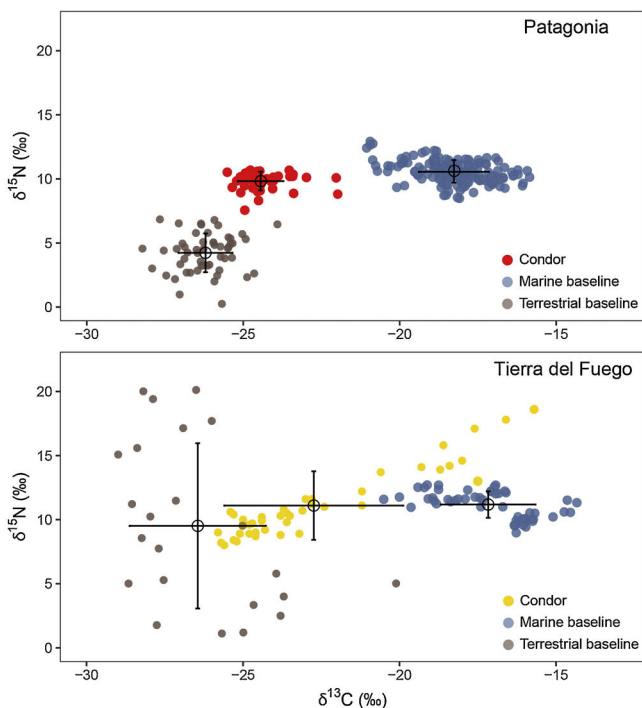 Patagonia
20
15
10
5
0
δ15N (‰)
Condor
Marine baseline
Terrestrial baseline
−30
−25
−20
−15
Tierra del Fuego
20
15
10
5
0
δ15N (‰)
Condor
Marine baseline
Terrestrial baseline
−30
−25
−20
−15
δ13C (‰)